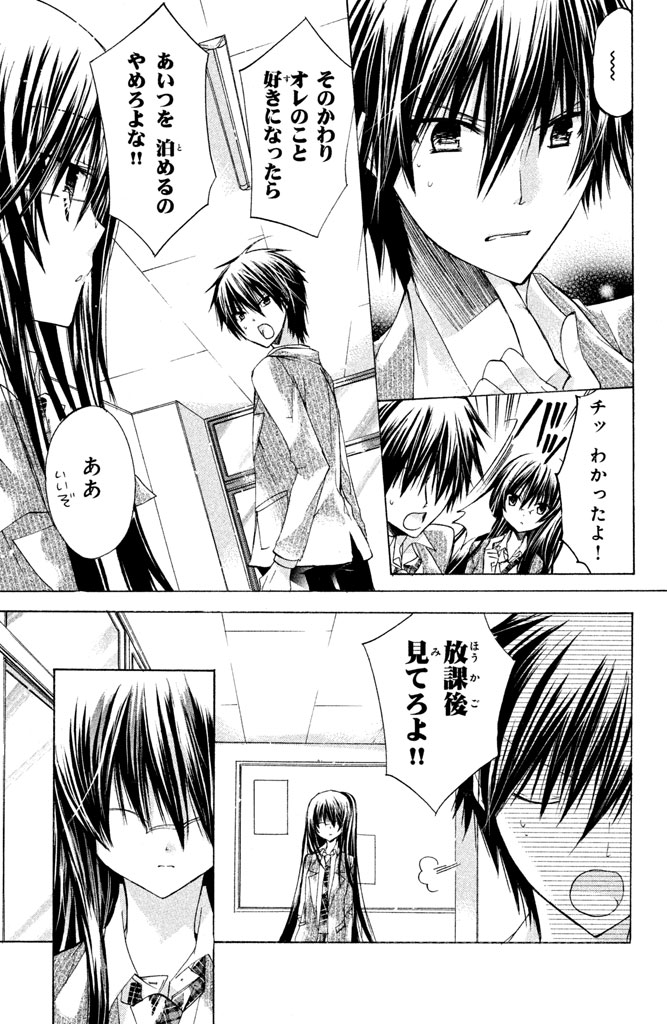 チッ わかったよ!
そのかわり
オレのこと
好きになったら
あいつを 泊めるの
やめろよな!!
ああ
いいぞ
放課後
見てろよ!!